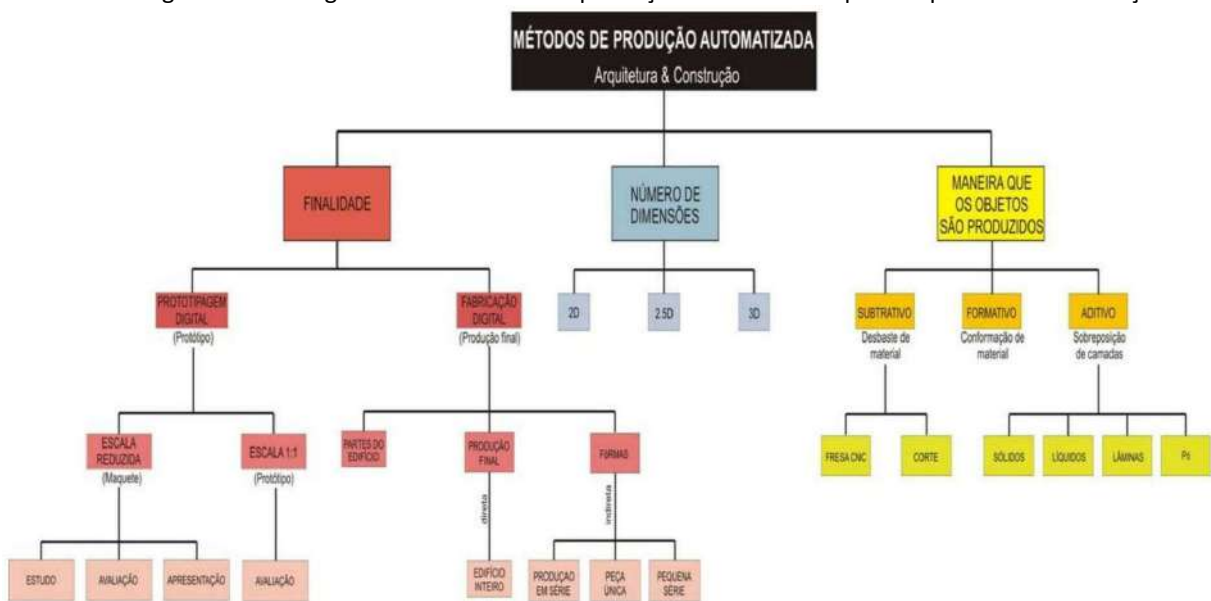 MÉTODOS DE PRODUÇÃO AUTOMATIZADA
Arquitetura & Construção
FINALIDADE
NÚMERO DE
DIMENSÕES
MANEIRA QUE
OS OBJETOS
SÃO PRODUZIDOS
PROTOTIPAGEM
DIGITAL
(Protótipo)
FABRICAÇÃO
DIGITAL
(Produção final)
2D
2.5D
3D
SUBTRATIVO
Desbaste de
material
FORMATIVO
Conformação de
material
ADITIVO
Sobreposição
de camadas
ESCALA
REDUZIDA
(Maquete)
ESCALA 1:1
(Protótipo)
PARTES DO
EDIFÍCIO
PRODUÇÃO
FINAL
FôRMAS
FRESA CNC
CORTE
SÓLIDOS
LÍQUIDOS
LÂMINAS
Pó
direta
indireta
ESTUDO
AVALIAÇÃO
APRESENTAÇÃO
AVALIAÇÃO
EDIFÍCIO
INTEIRO
PRODUÇAO
EM SÉRIE
PEÇA
ÚNICA
PEQUENA
SÉRIE